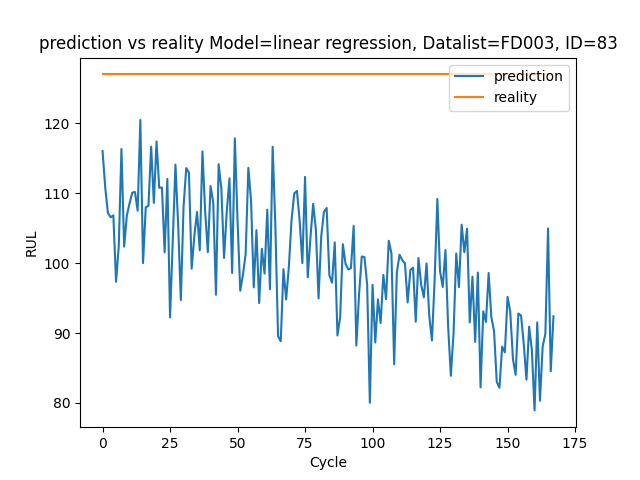 prediction vs reality Model=linear regression, Datalist=FD003, ID=83
prediction
reality
120
110
100
90
80
RUL
0
25
50
75
100
125
150
175
Cycle